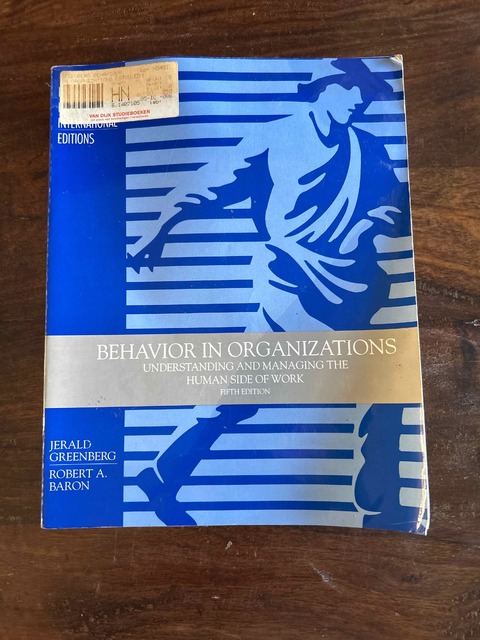 HN
VAN DIJK STUDIEBOEKEN
INTERNATIONAL
EDITIONS
BEHAVIOR IN ORGANIZATIONS
UNDERSTANDING AND MANAGING THE
HUMAN SIDE OF WORK
FIFTH EDITION
JERALD
GREENBERG
ROBERT A.
BARON